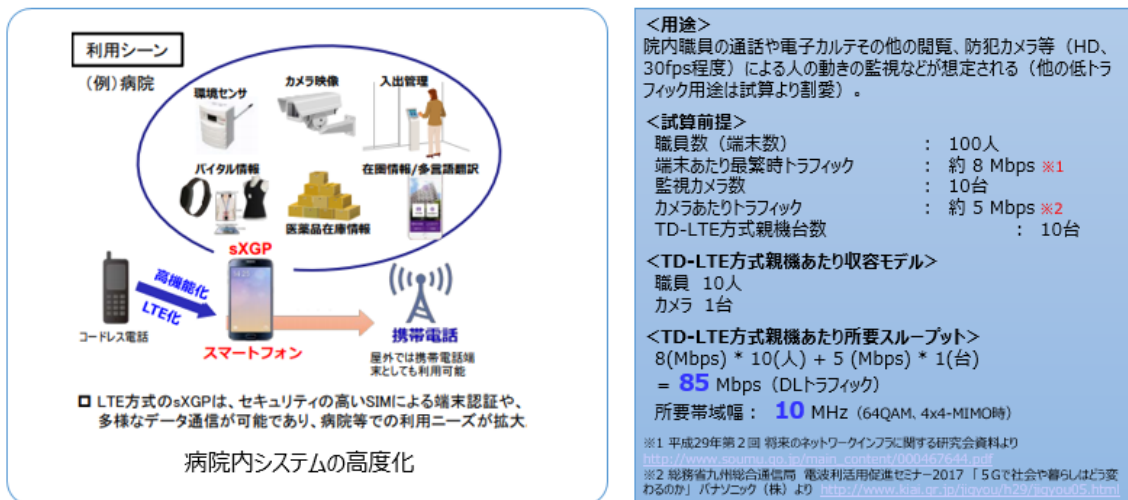 利用シーン
(例)病院
環境センサ
カメラ映像
入出管理
バイタル情報
医薬品在庫情報
在圏情報/多言語翻訳
sXGP
高機能化
LTE化
コードレス電話
スマートフォン
携帯電話
屋外では携帯電話端
末としても利用可能
LTE方式のsXGPは、セキュリティの高いSIMによる端末認証や、
多様なデータ通信が可能であり、病院等での利用ニーズが拡大
病院内システムの高度化
<用途>
院内職員の通話や電子カルテその他の閲覧、防犯カメラ等(HD、
30fps程度)による人の動きの監視などが想定される(他の低トラ
フィック用途は試算より割愛)。
<試算前提>
職員数(端末数) : 100人
端末あたり最繁時トラフィック : 約 8 Mbps ※1
監視カメラ数 : 10台
カメラあたりトラフィック : 約 5 Mbps ※2
TD-LTE方式親機台数 : 10台
<TD-LTE方式親機あたり収容モデル>
職員 10人
カメラ 1台
<TD-LTE方式親機あたり所要スループット>
8(Mbps) * 10(人) + 5 (Mbps) * 1(台)
= 85 Mbps(DLトラフィック)
所要帯域幅: 10 MHz (64QAM、4x4-MIMO時)
※1 平成29年第2回 将来のネットワークインフラに関する研究会資料より
http://www.soumu.go.jp/main_content/000467644.pdf
※2 総務省九州総合通信局 電波利活用促進セミナー2017 「5Gで社会や暮らしはどう変
わるのか」パナソニック(株)より http://www.kiai.gr.jp/jigyou/h29/jigyou05.html